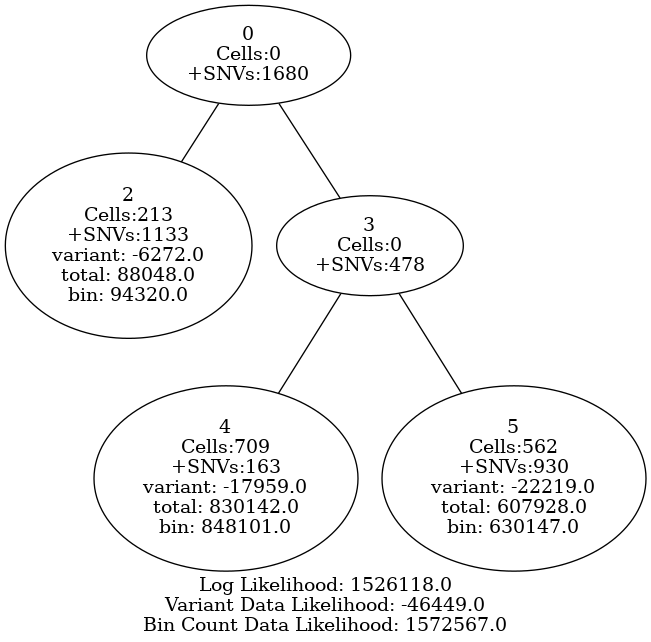 0
Cells:0
+SNVs:1680
2
Cells:213
+SNVs:1133
variant: -6272.0
total: 88048.0
bin: 94320.0
3
Cells:0
+SNVs:478
4
Cells:709
+SNVs:163
variant: -17959.0
total: 830142.0
bin: 848101.0
5
Cells:562
+SNVs:930
variant: -22219.0
total: 607928.0
bin: 630147.0
Log Likelihood: 1526118.0
Variant Data Likelihood: -46449.0
Bin Count Data Likelihood: 1572567.0